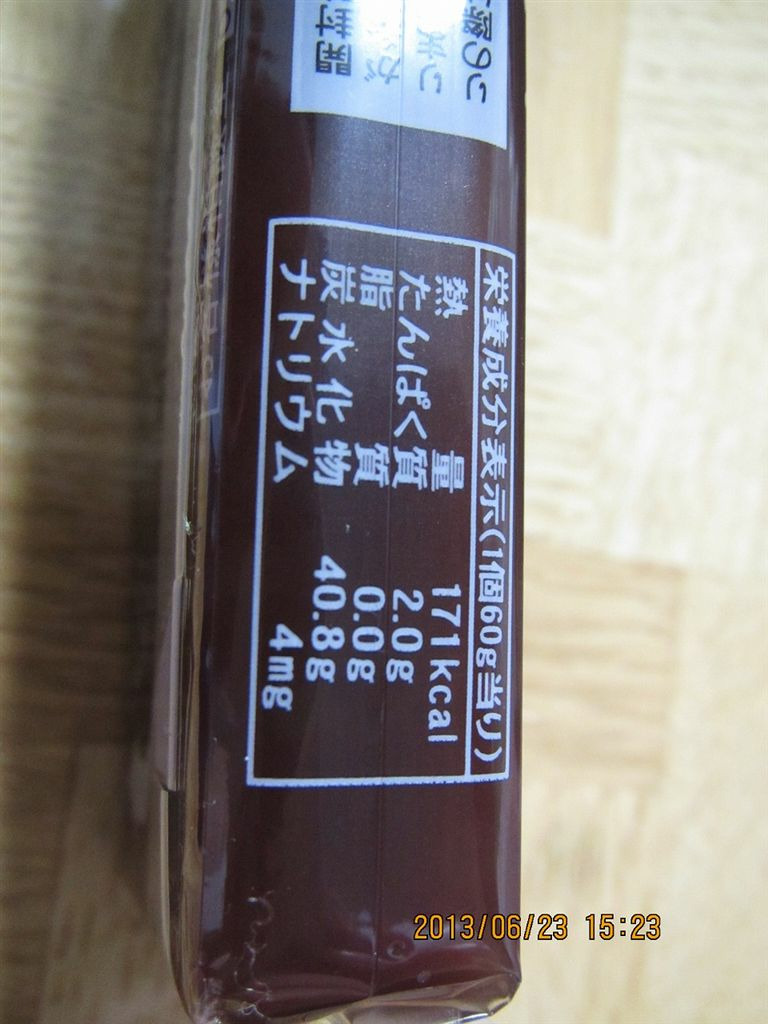 栄養成分表示(1個60g当り)
熱量 171kcal
たんぱく質 2.0g
脂質 0.0g
炭水化物 40.8g
ナトリウム 4mg
2013/06/23 15:23